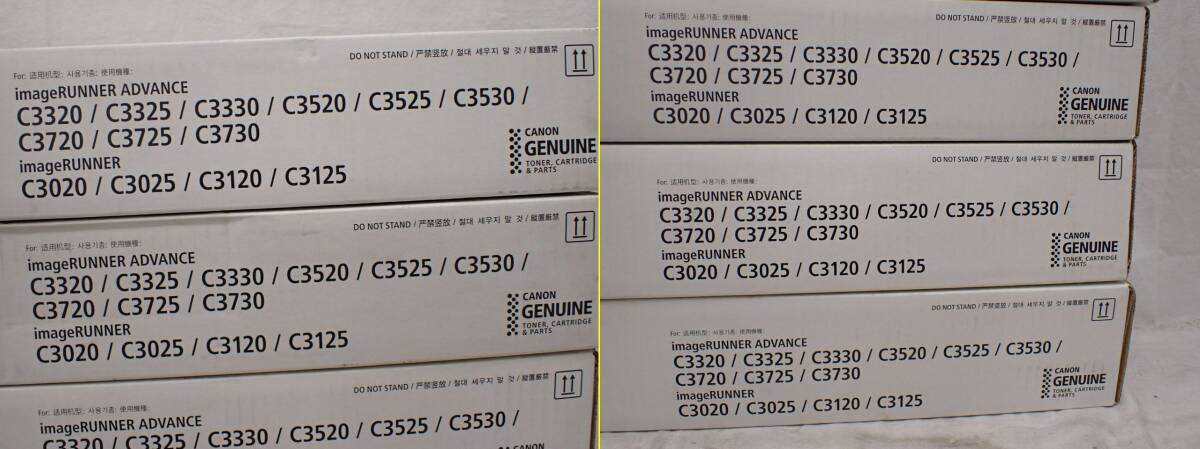 DO NOT STAND / 严禁竖放 / 절대 세우지 말 것 / 縦置厳禁
For: 适用机型: 사용기종: 使用機種:
imageRUNNER ADVANCE
C3320 / C3325 / C3330 / C3520 / C3525 / C3530 /
C3720 / C3725 / C3730
imageRUNNER
C3020 / C3025 / C3120 / C3125
CANON
GENUINE
TONER, CARTRIDGE
& PARTS
DO NOT STAND / 严禁竖放 / 절대 세우지 말 것 / 縦置厳禁
For: 适用机型: 사용기종: 使用機種:
imageRUNNER ADVANCE
C3320 / C3325 / C3330 / C3520 / C3525 / C3530 /
C3720 / C3725 / C3730
imageRUNNER
C3020 / C3025 / C3120 / C3125
CANON
GENUINE
TONER, CARTRIDGE
& PARTS
DO NOT STAND / 严禁竖放 / 절대 세우지 말 것 / 縦置厳禁
For: 适用机型: 사용기종: 使用機種:
imageRUNNER ADVANCE
C3320 / C3325 / C3330 / C3520 / C3525 / C3530 /
CANON
DO NOT STAND / 严禁竖放 / 절대 세우지 말 것 / 縦置厳禁
For: 适用机型: 사용기종: 使用機種:
imageRUNNER ADVANCE
C3320 / C3325 / C3330 / C3520 / C3525 / C3530 /
C3720 / C3725 / C3730
imageRUNNER
C3020 / C3025 / C3120 / C3125
CANON
GENUINE
TONER, CARTRIDGE
& PARTS
DO NOT STAND / 严禁竖放 / 절대 세우지 말 것 / 縦置厳禁
For: 适用机型: 사용기종: 使用機種:
imageRUNNER ADVANCE
C3320 / C3325 / C3330 / C3520 / C3525 / C3530 /
C3720 / C3725 / C3730
imageRUNNER
C3020 / C3025 / C3120 / C3125
CANON
GENUINE
TONER, CARTRIDGE
& PARTS
DO NOT STAND / 严禁竖放 / 절대 세우지 말 것 / 縦置厳禁
For: 适用机型: 사용기종: 使用機種:
imageRUNNER ADVANCE
C3320 / C3325 / C3330 / C3520 / C3525 / C3530 /
C3720 / C3725 / C3730
imageRUNNER
C3020 / C3025 / C3120 / C3125
CANON
GENUINE
TONER, CARTRIDGE
& PARTS